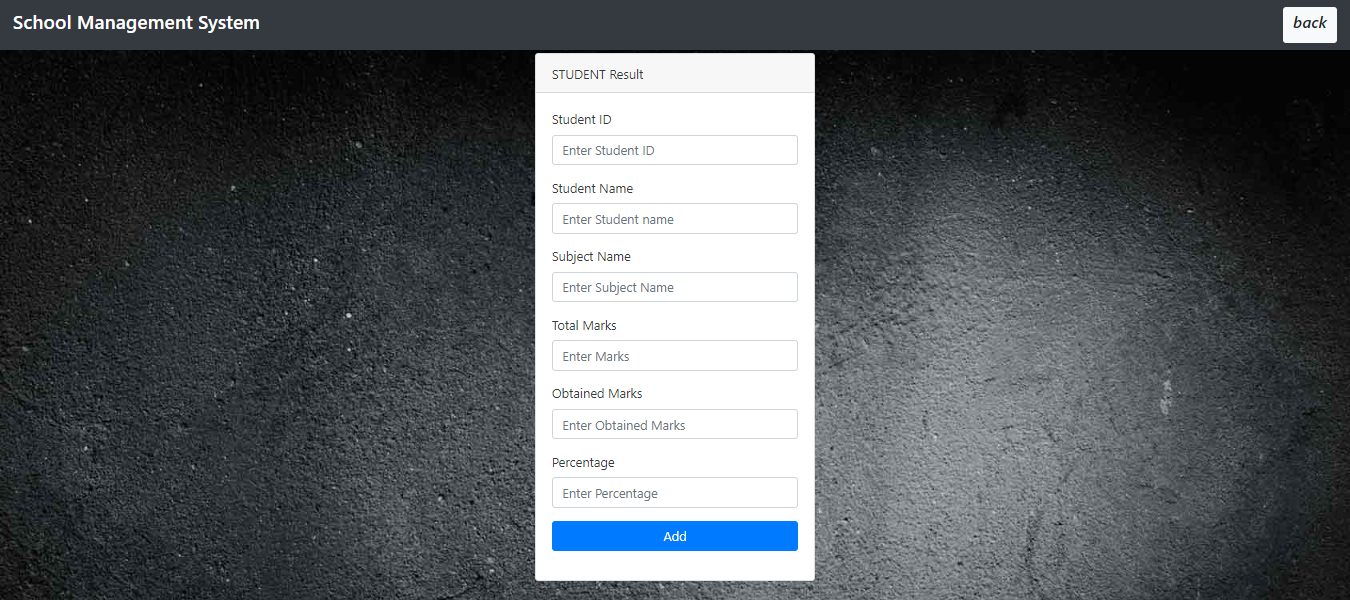 School Management System
back
STUDENT Result
Student ID
Enter Student ID
Student Name
Enter Student name
Subject Name
Enter Subject Name
Total Marks
Enter Marks
Obtained Marks
Enter Obtained Marks
Percentage
Enter Percentage
Add